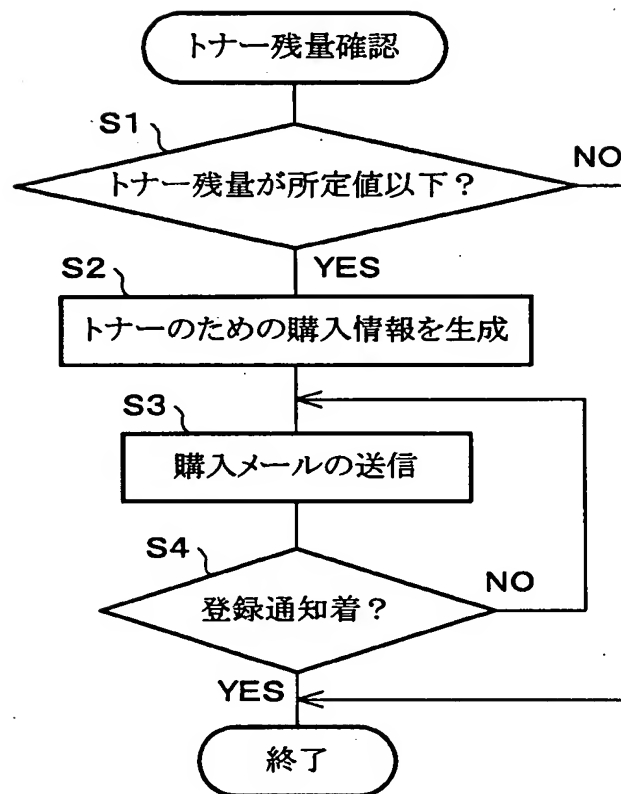 トナー残量確認
S1
トナー残量が所定値以下？
NO
YES
S2
トナーのための購入情報を生成
S3
購入メールの送信
S4
登録通知着？
NO
YES
終了